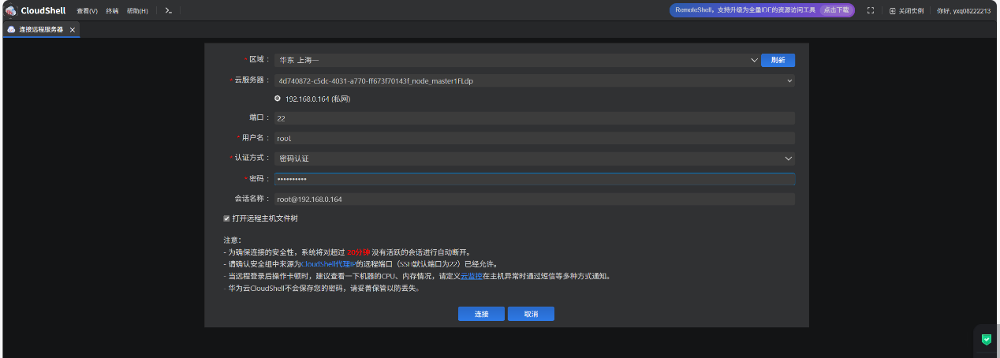 CloudShell 查看(V) 终端 帮助(H) RemoteShell，支持升级为全量IDE的资源访问工具 点击下载 关闭实例 你好, yxq08222213
连接远程服务器
* 区域： 华东 上海一 刷新
* 云服务器： 4d740872-c5dc-4031-a770-ff673f70143f_node_master1FLdp
192.168.0.164 (私网)
端口： 22
* 用户名： root
* 认证方式： 密码认证
* 密码： ••••••••••
会话名称： root@192.168.0.164
打开远程主机文件树
注意：
- 为确保连接的安全性，系统将对超过 20分钟 没有活跃的会话进行自动断开。
- 请确认安全组中来源为CloudShell代理IP的远程端口（SSH默认端口为22）已经允许。
- 当远程登录后操作卡顿时，建议查看一下机器的CPU、内存情况，请定义云监控在主机异常时通过短信等多种方式通知。
- 华为云CloudShell不会保存您的密码，请妥善保管以防丢失。
连接 取消